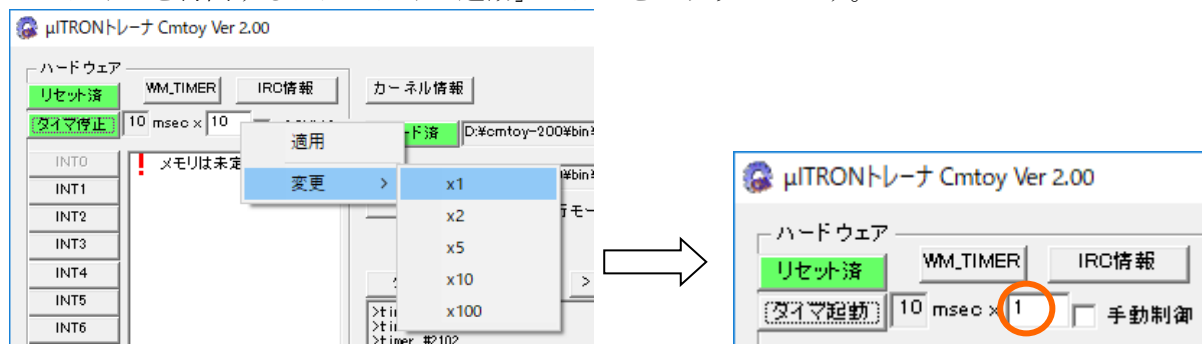 μITRONトレーナ Cmtoy Ver 2.00
ハードウェア
リセット済 WM_TIMER IRC情報 カーネル情報
タイマ停止 10 msec x 10
適用
ド済 D:¥cmtoy-200¥bin¥
INT0 メモリは未定
変更 > x1
INT1
INT2 x2
INT3 x5
INT4 x10 >
INT5 x100
INT6
>timer #2102
μITRONトレーナ Cmtoy Ver 2.00
ハードウェア
リセット済 WM_TIMER IRC情報
タイマ起動 10 msec x 1 手動制御